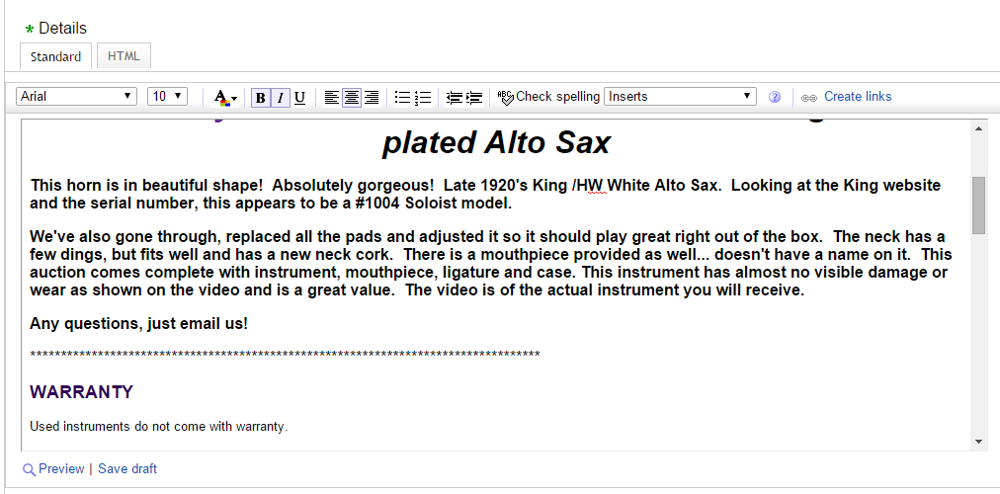 * Details
Standard HTML
Arial 10 A B I U ABC Check spelling Inserts ? Create links
plated Alto Sax
This horn is in beautiful shape!  Absolutely gorgeous!  Late 1920's King /HW White Alto Sax.  Looking at the King website
and the serial number, this appears to be a #1004 Soloist model.
We've also gone through, replaced all the pads and adjusted it so it should play great right out of the box.  The neck has a
few dings, but fits well and has a new neck cork.  There is a mouthpiece provided as well... doesn't have a name on it.  This
auction comes complete with instrument, mouthpiece, ligature and case. This instrument has almost no visible damage or
wear as shown on the video and is a great value.  The video is of the actual instrument you will receive.
Any questions, just email us!
***********************************************************************************
WARRANTY
Used instruments do not come with warranty.
Preview | Save draft